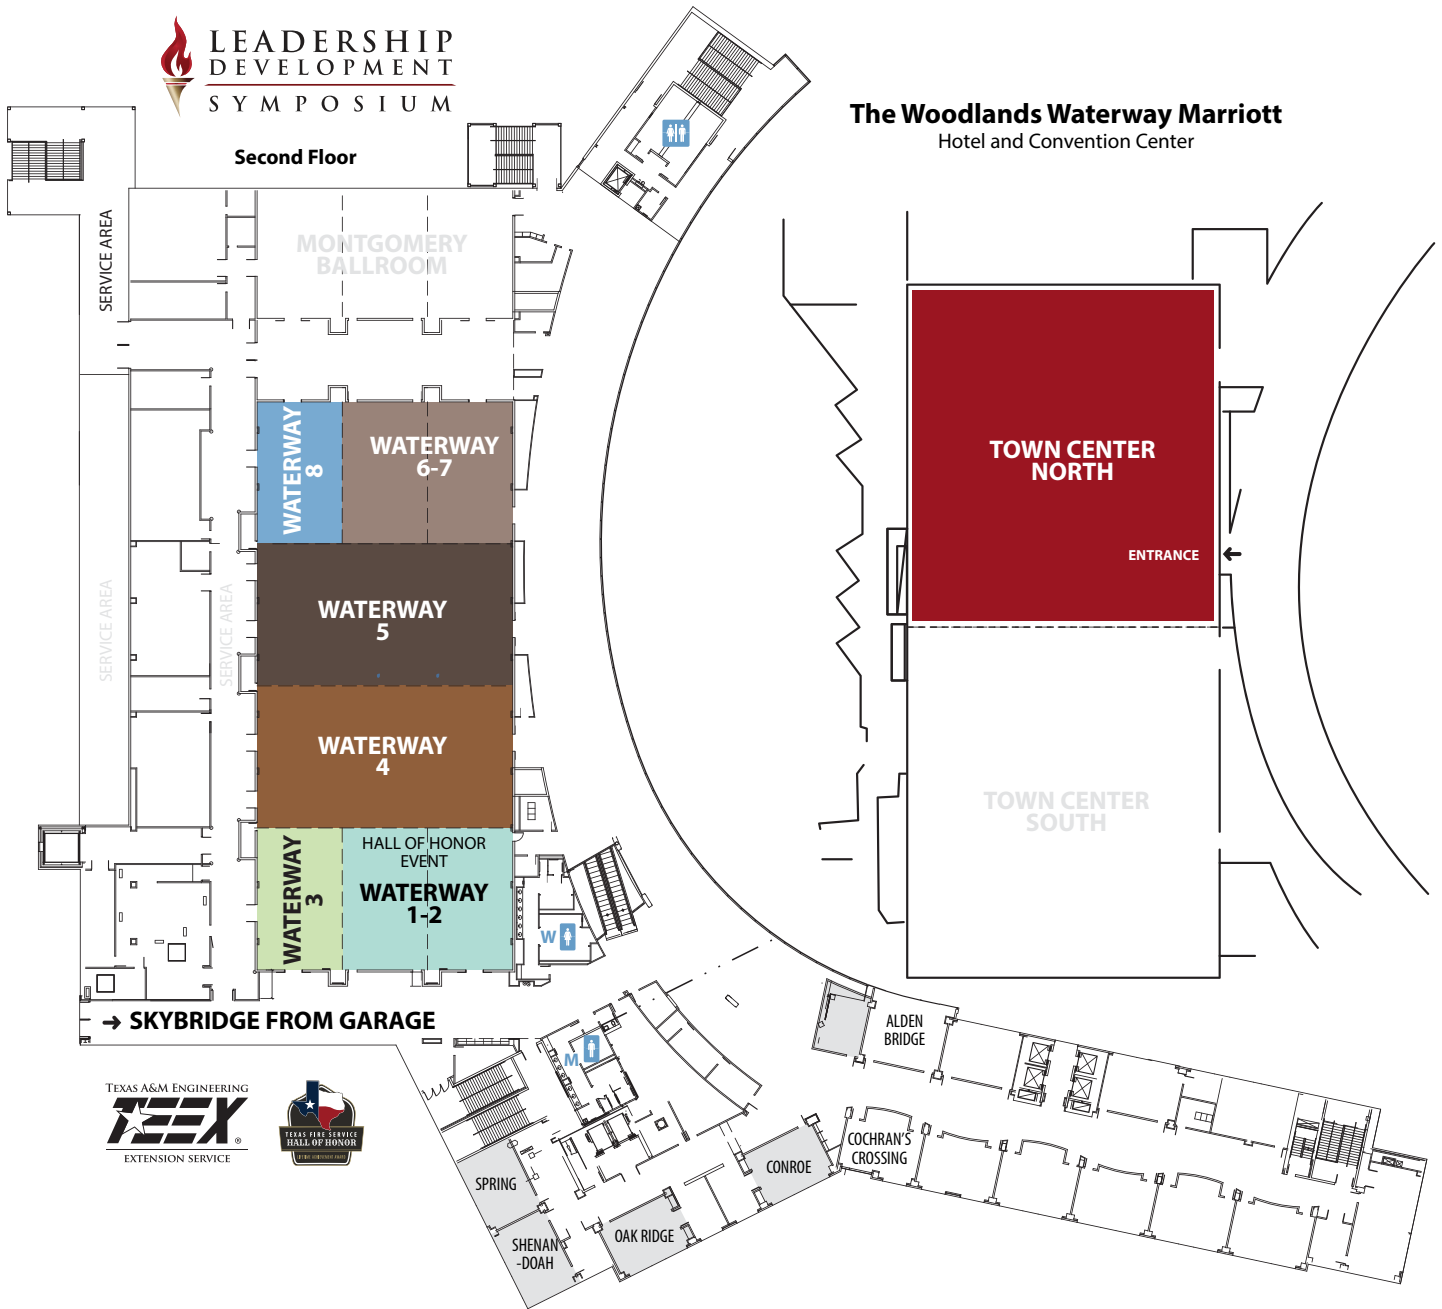 LEADERSHIP
DEVELOPMENT
SYMPOSIUM
The Woodlands Waterway Marriott
Hotel and Convention Center
Second Floor
SERVICE AREA
MONTGOMERY
BALLROOM
WATERWAY
8
WATERWAY
6-7
TOWN CENTER
NORTH
ENTRANCE
WATERWAY
5
SERVICE AREA
SERVICE AREA
WATERWAY
4
TOWN CENTER
SOUTH
WATERWAY
3
HALL OF HONOR
EVENT
WATERWAY
1-2
W
SKYBRIDGE FROM GARAGE
M
ALDEN
BRIDGE
COCHRAN'S
CROSSING
CONROE
SPRING
OAK RIDGE
SHENAN
-DOAH
TEXAS A&M ENGINEERING
TEEX
EXTENSION SERVICE
TEXAS FIRE SERVICE
HALL OF HONOR